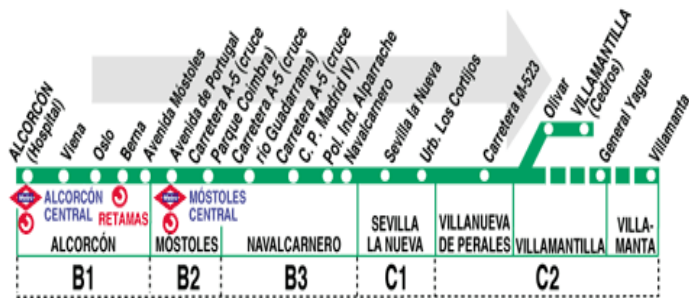 ALCORCÓN
(Hospital)
Viena
Oslo
Berna
Avenida Móstoles
Avenida de Portugal
Carretera A-5 (cruce
Parque Coimbra)
Carretera A-5 (cruce
río Guadarrama)
Carretera A-5 (cruce
C. P. Madrid IV)
Pol. Ind. Alparrache
Navalcarnero
Sevilla la Nueva
Urb. Los Cortijos
Carretera M-523
Olivar
VILLAMANTILLA
(Cedros)
General Yague
Villamanta
Metro
ALCORCÓN
CENTRAL
RETAMAS
Metro
MÓSTOLES
CENTRAL
ALCORCÓN
MÓSTOLES
NAVALCARNERO
SEVILLA
LA NUEVA
VILLANUEVA
DE PERALES
VILLAMANTILLA
VILLA-
MANTA
B1
B2
B3
C1
C2